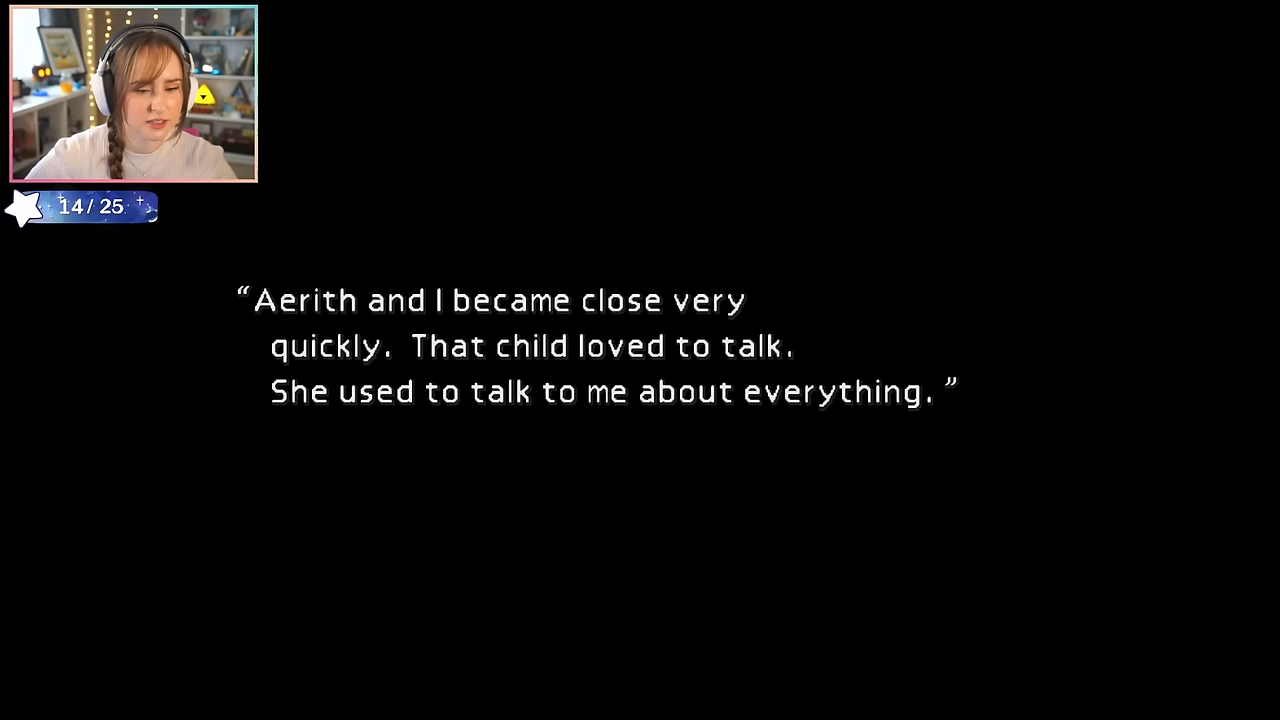 14/ 25
“Aerith and I became close very
quickly. That child loved to talk.
She used to talk to me about everything.”